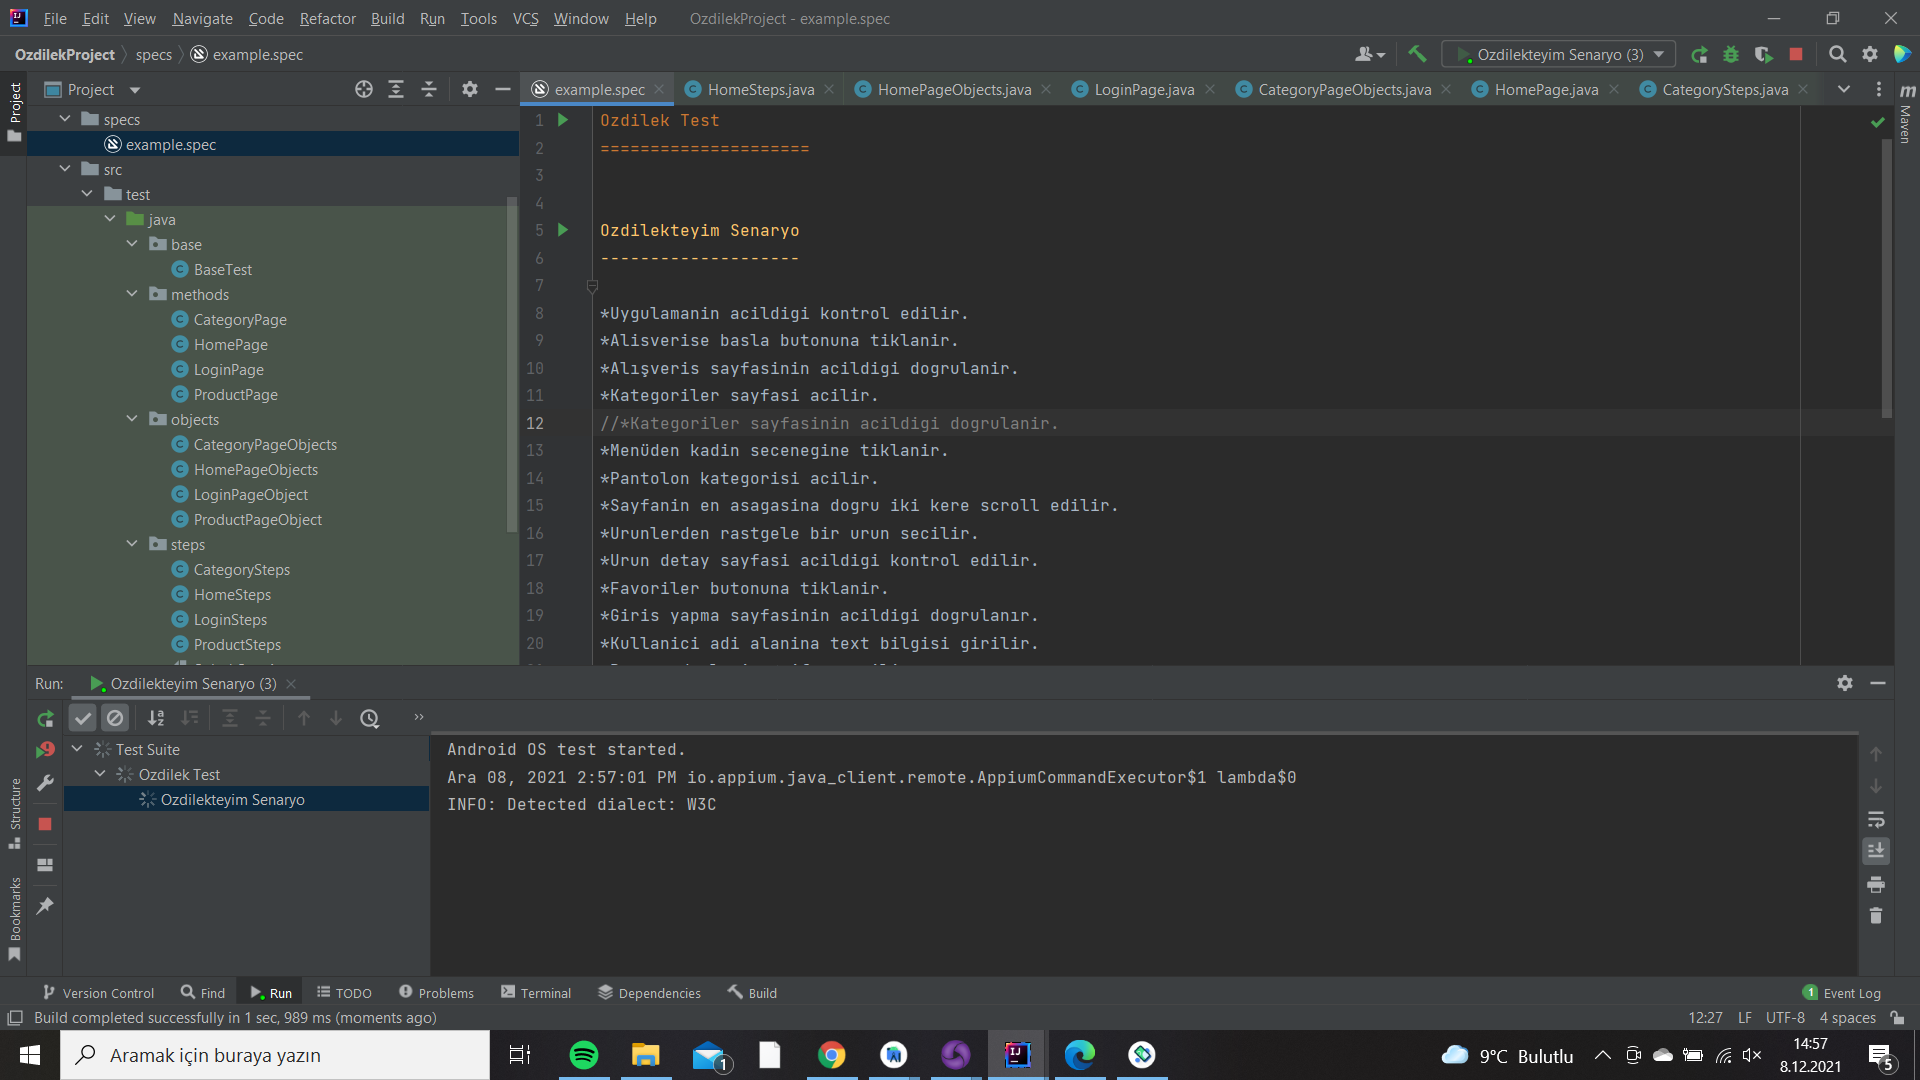 File Edit View Navigate Code Refactor Build Run Tools VCS Window Help OzdilekProject - example.spec
OzdilekProject specs example.spec
Ozdilekteyim Senaryo (3)
Project
example.spec HomeSteps.java HomePageObjects.java LoginPage.java CategoryPageObjects.java HomePage.java CategorySteps.java
Project
Maven
specs
example.spec
src
test
java
base
BaseTest
methods
CategoryPage
HomePage
LoginPage
ProductPage
objects
CategoryPageObjects
HomePageObjects
LoginPageObject
ProductPageObject
steps
CategorySteps
HomeSteps
LoginSteps
ProductSteps
1 Ozdilek Test
2 =====================
3
4
5 Ozdilekteyim Senaryo
6 --------------------
7
8 *Uygulamanin acildigi kontrol edilir.
9 *Alisverise basla butonuna tiklanir.
10 *Alışveris sayfasinin acildigi dogrulanir.
11 *Kategoriler sayfasi acilir.
12 //*Kategoriler sayfasinin acildigi dogrulanir.
13 *Menüden kadin secenegine tiklanir.
14 *Pantolon kategorisi acilir.
15 *Sayfanin en asagasina dogru iki kere scroll edilir.
16 *Urunlerden rastgele bir urun secilir.
17 *Urun detay sayfasi acildigi kontrol edilir.
18 *Favoriler butonuna tiklanir.
19 *Giris yapma sayfasinin acildigi dogrulanır.
20 *Kullanici adi alanina text bilgisi girilir.
Run: Ozdilekteyim Senaryo (3)
Test Suite
Ozdilek Test
Ozdilekteyim Senaryo
Android OS test started.
Ara 08, 2021 2:57:01 PM io.appium.java_client.remote.AppiumCommandExecutor$1 lambda$0
INFO: Detected dialect: W3C
Structure
Bookmarks
Version Control Find Run TODO Problems Terminal Dependencies Build 1 Event Log
Build completed successfully in 1 sec, 989 ms (moments ago) 12:27 LF UTF-8 4 spaces
Aramak için buraya yazın 1 9°C Bulutlu 14:57
8.12.2021
5